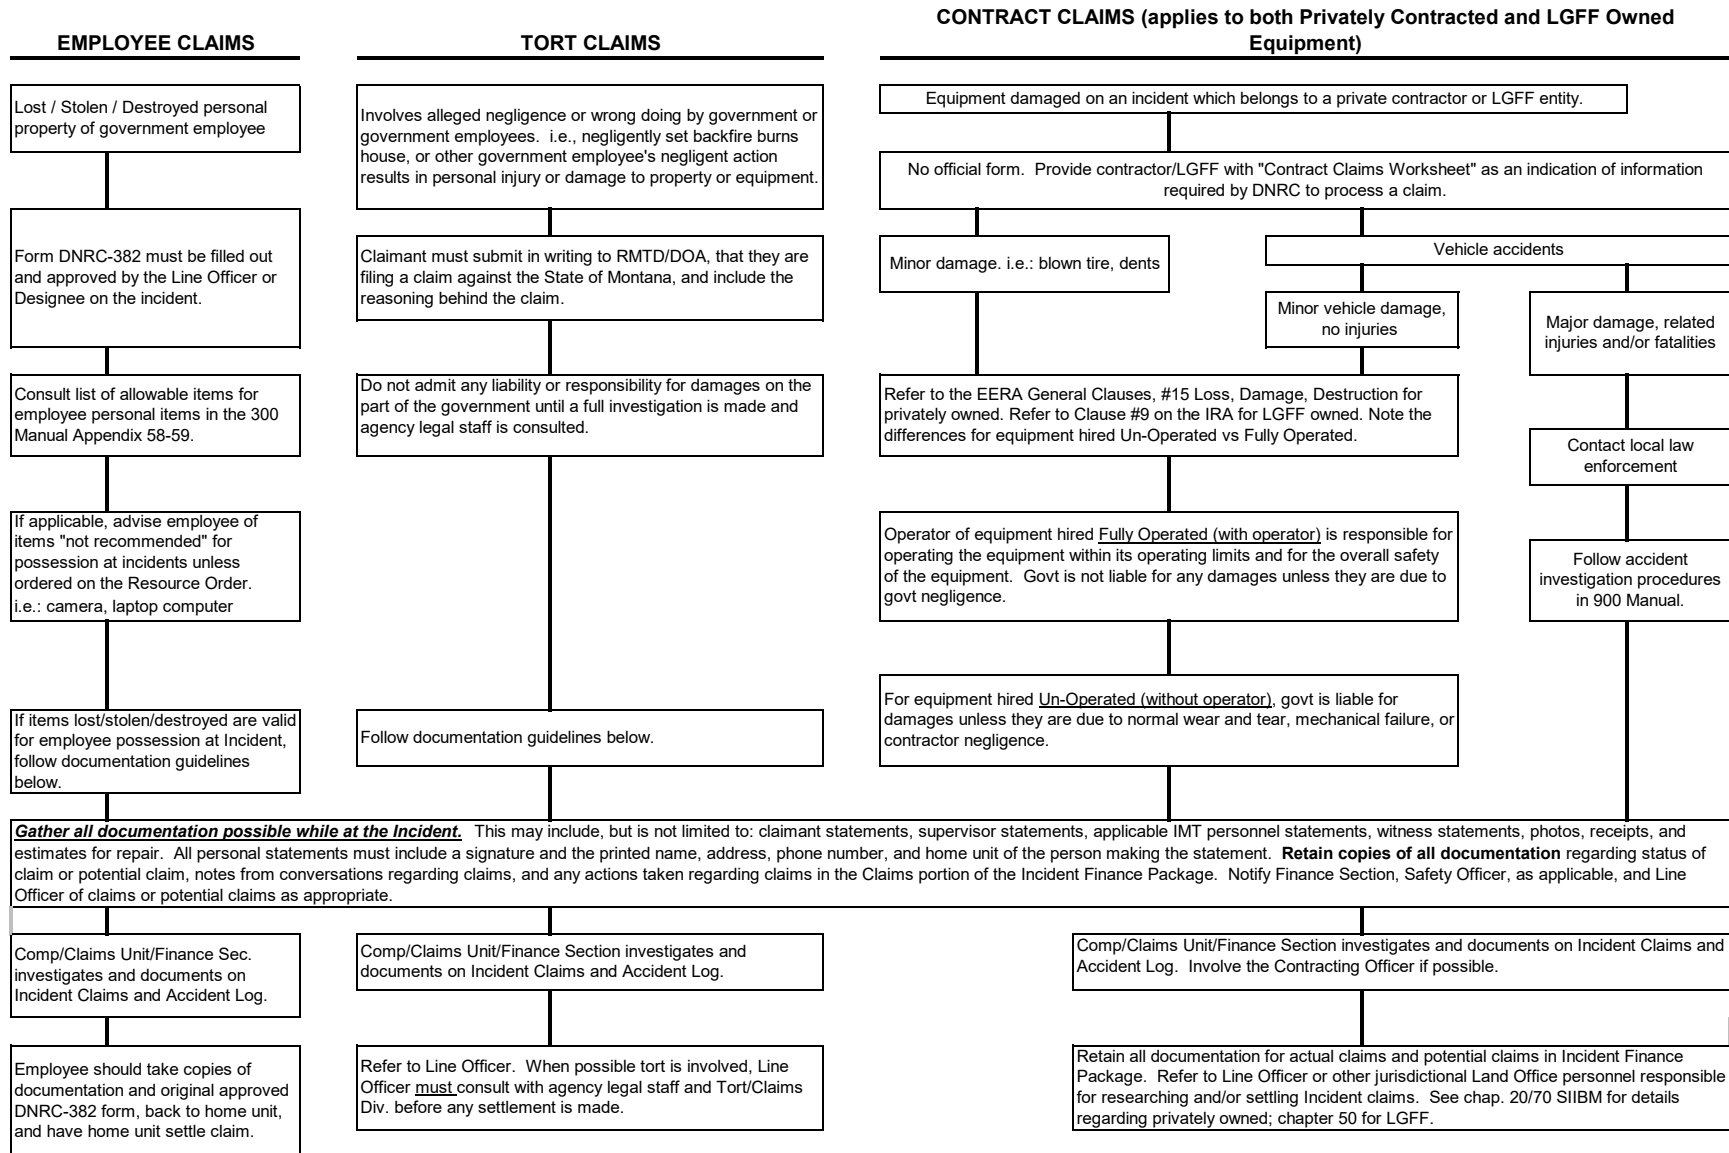 EMPLOYEE CLAIMS
Lost / Stolen / Destroyed personal
property of government employee
Form DNRC-382 must be filled out
and approved by the Line Officer or
Designee on the incident.
Consult list of allowable items for
employee personal items in the 300
Manual Appendix 58-59.
If applicable, advise employee of
items "not recommended" for
possession at incidents unless
ordered on the Resource Order.
i.e.: camera, laptop computer
If items lost/stolen/destroyed are valid
for employee possession at Incident,
follow documentation guidelines
below.
TORT CLAIMS
Involves alleged negligence or wrong doing by government or
government employees.  i.e., negligently set backfire burns
house, or other government employee's negligent action
results in personal injury or damage to property or equipment.
Claimant must submit in writing to RMTD/DOA, that they are
filing a claim against the State of Montana, and include the
reasoning behind the claim.
Do not admit any liability or responsibility for damages on the
part of the government until a full investigation is made and
agency legal staff is consulted.
Follow documentation guidelines below.
CONTRACT CLAIMS (applies to both Privately Contracted and LGFF Owned
Equipment)
Equipment damaged on an incident which belongs to a private contractor or LGFF entity.
No official form.  Provide contractor/LGFF with "Contract Claims Worksheet" as an indication of information
required by DNRC to process a claim.
Minor damage. i.e.: blown tire, dents
Vehicle accidents
Minor vehicle damage,
no injuries
Major damage, related
injuries and/or fatalities
Refer to the EERA General Clauses, #15 Loss, Damage, Destruction for
privately owned. Refer to Clause #9 on the IRA for LGFF owned. Note the
differences for equipment hired Un-Operated vs Fully Operated.
Contact local law
enforcement
Operator of equipment hired Fully Operated (with operator) is responsible for
operating the equipment within its operating limits and for the overall safety
of the equipment.  Govt is not liable for any damages unless they are due to
govt negligence.
Follow accident
investigation procedures
in 900 Manual.
For equipment hired Un-Operated (without operator), govt is liable for
damages unless they are due to normal wear and tear, mechanical failure, or
contractor negligence.
Gather all documentation possible while at the Incident.  This may include, but is not limited to: claimant statements, supervisor statements, applicable IMT personnel statements, witness statements, photos, receipts, and
estimates for repair.  All personal statements must include a signature and the printed name, address, phone number, and home unit of the person making the statement.  Retain copies of all documentation regarding status of
claim or potential claim, notes from conversations regarding claims, and any actions taken regarding claims in the Claims portion of the Incident Finance Package.  Notify Finance Section, Safety Officer, as applicable, and Line
Officer of claims or potential claims as appropriate.
Comp/Claims Unit/Finance Sec.
investigates and documents on
Incident Claims and Accident Log.
Employee should take copies of
documentation and original approved
DNRC-382 form, back to home unit,
and have home unit settle claim.
Comp/Claims Unit/Finance Section investigates and
documents on Incident Claims and Accident Log.
Refer to Line Officer.  When possible tort is involved, Line
Officer must consult with agency legal staff and Tort/Claims
Div. before any settlement is made.
Comp/Claims Unit/Finance Section investigates and documents on Incident Claims and
Accident Log.  Involve the Contracting Officer if possible.
Retain all documentation for actual claims and potential claims in Incident Finance
Package.  Refer to Line Officer or other jurisdictional Land Office personnel responsible
for researching and/or settling Incident claims.  See chap. 20/70 SIIBM for details
regarding privately owned; chapter 50 for LGFF.